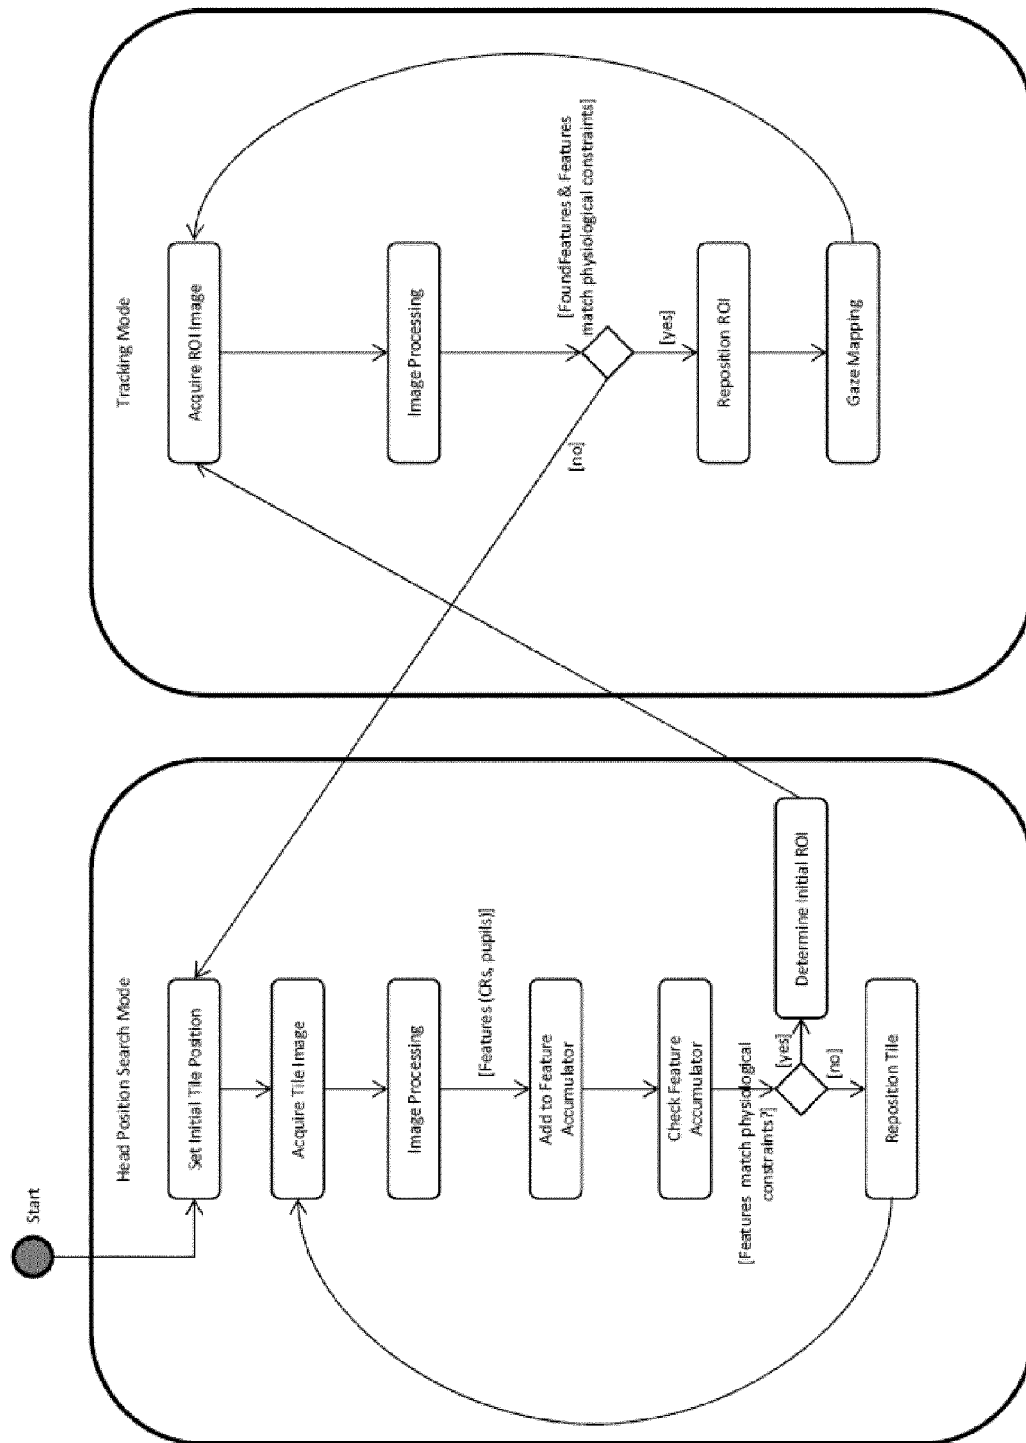 Start
Head Position Search Mode
Set Initial Tile Position
Acquire Tile Image
Image Processing
[Features (CRs, pupils)]
Add to Feature
Accumulator
Check Feature
Accumulator
[Features match physiological
constraints?]
[yes]
[no]
Determine Initial ROI
Reposition Tile
Tracking Mode
Acquire ROI Image
Image Processing
[FoundFeatures & Features
match physiological constraints]
[no]
[yes]
Reposition ROI
Gaze Mapping